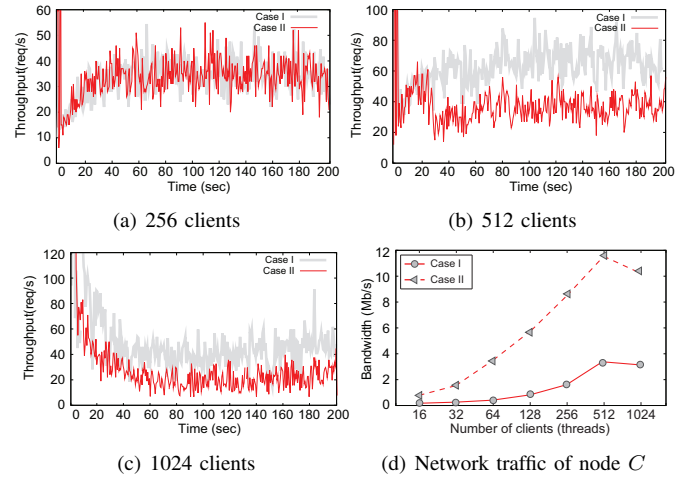 Throughput(req/s)
60
50
40
30
20
10
0
Case I
Case II
0 20 40 60 80 100 120 140 160 180 200
Time (sec)
(a) 256 clients
Throughput(req/s)
100
80
60
40
20
0
Case I
Case II
0 20 40 60 80 100 120 140 160 180 200
Time (sec)
(b) 512 clients
Throughput(req/s)
120
100
80
60
40
20
0
Case I
Case II
0 20 40 60 80 100 120 140 160 180 200
Time (sec)
(c) 1024 clients
Bandwidth (Mb/s)
12
10
8
6
4
2
0
Case I
Case II
16 32 64 128 256 512 1024
Number of clients (threads)
(d) Network traffic of node C